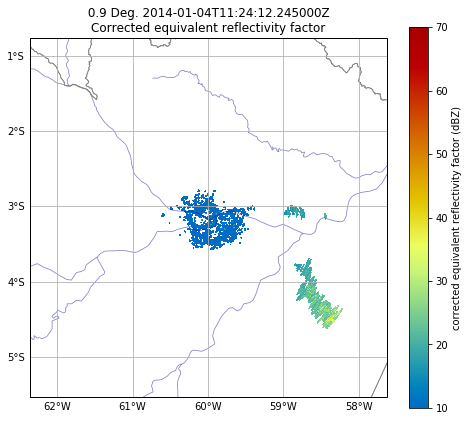 0.9 Deg. 2014-01-04T11:24:12.245000Z
Corrected equivalent reflectivity factor
1°S
2°S
3°S
4°S
5°S
62°W 61°W 60°W 59°W 58°W
70
60
50
40
30
20
10
corrected equivalent reflectivity factor (dBZ)